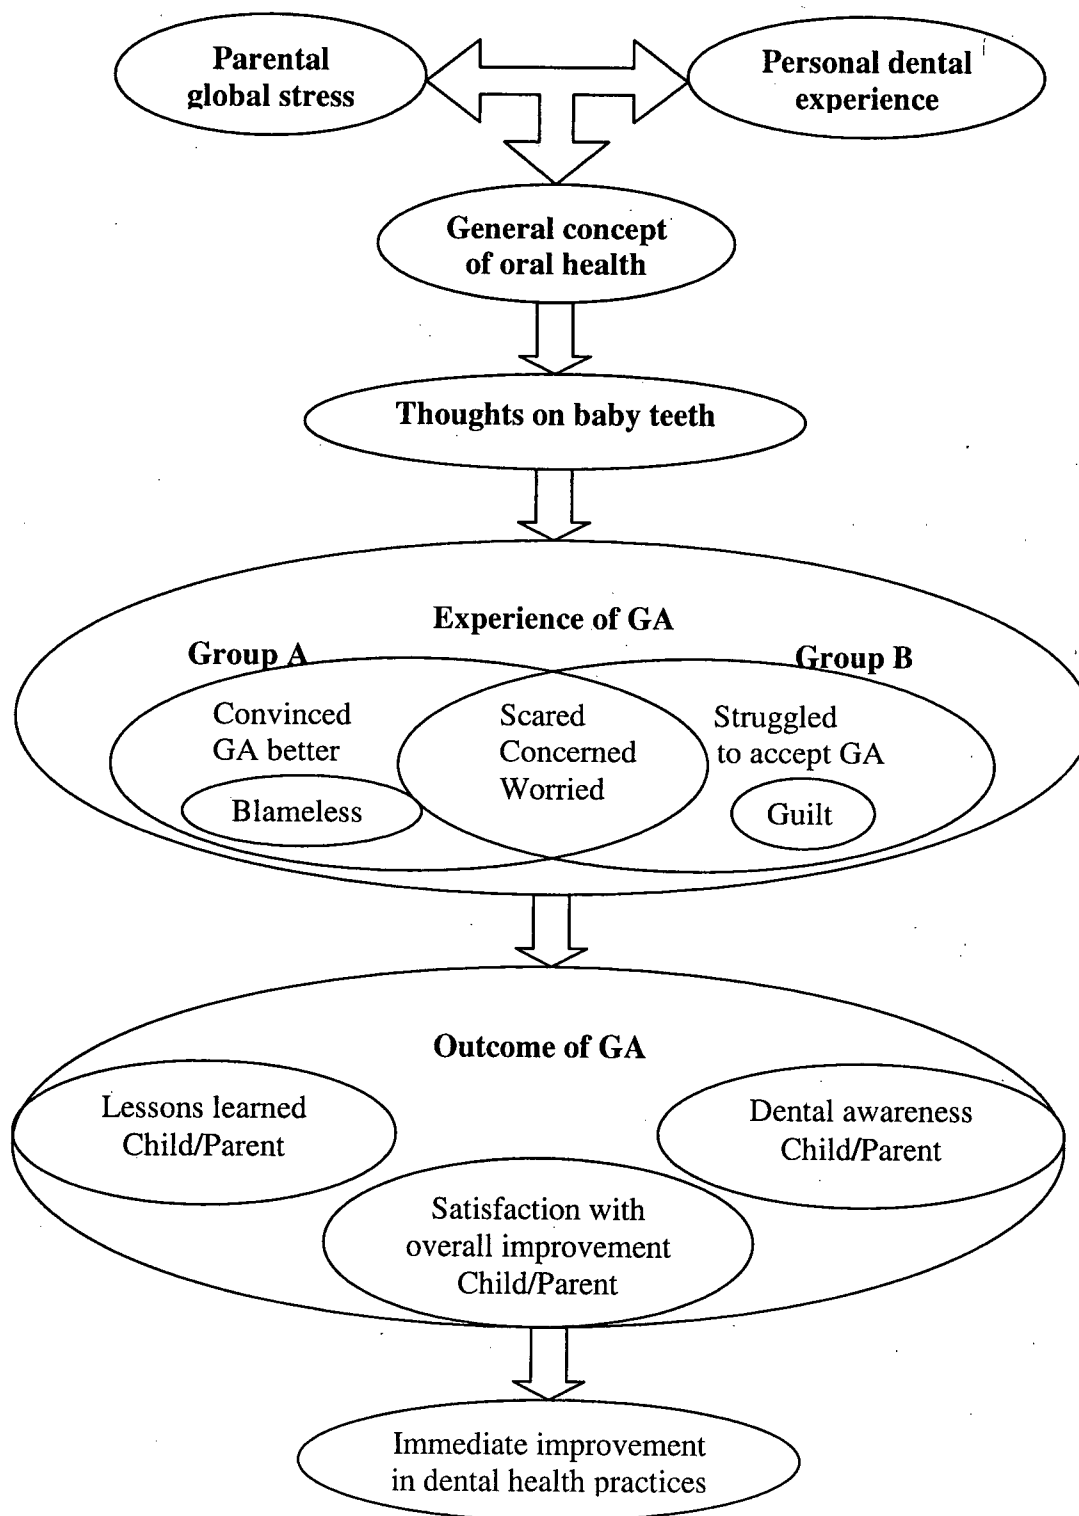 Parental
global stress
Personal dental
experience
General concept
of oral health
Thoughts on baby teeth
Experience of GA
Group A
Group B
Convinced
GA better
Blameless
Scared
Concerned
Worried
Struggled
to accept GA
Guilt
Outcome of GA
Lessons learned
Child/Parent
Dental awareness
Child/Parent
Satisfaction with
overall improvement
Child/Parent
Immediate improvement
in dental health practices